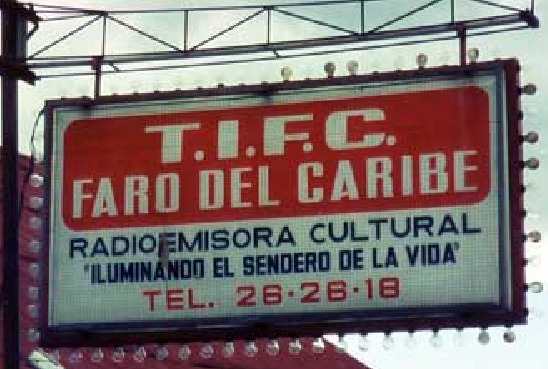 T.I.F.C.
FARO DEL CARIBE
RADIOEMISORA CULTURAL
"ILUMINANDO EL SENDERO DE LA VIDA"
TEL. 26·26·18